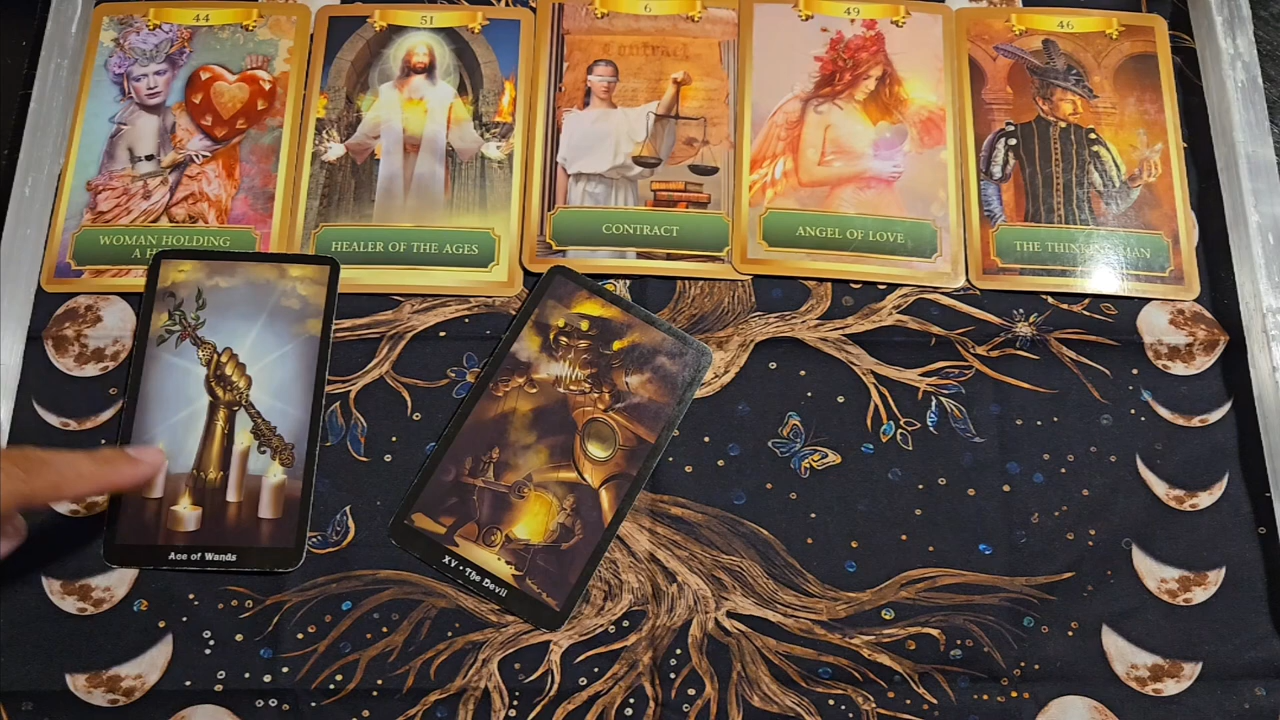 44
WOMAN HOLDING
A
51
HEALER OF THE AGES
6
Contract
CONTRACT
49
ANGEL OF LOVE
46
THE THINKING MAN
Ace of Wands
XV • The Devil